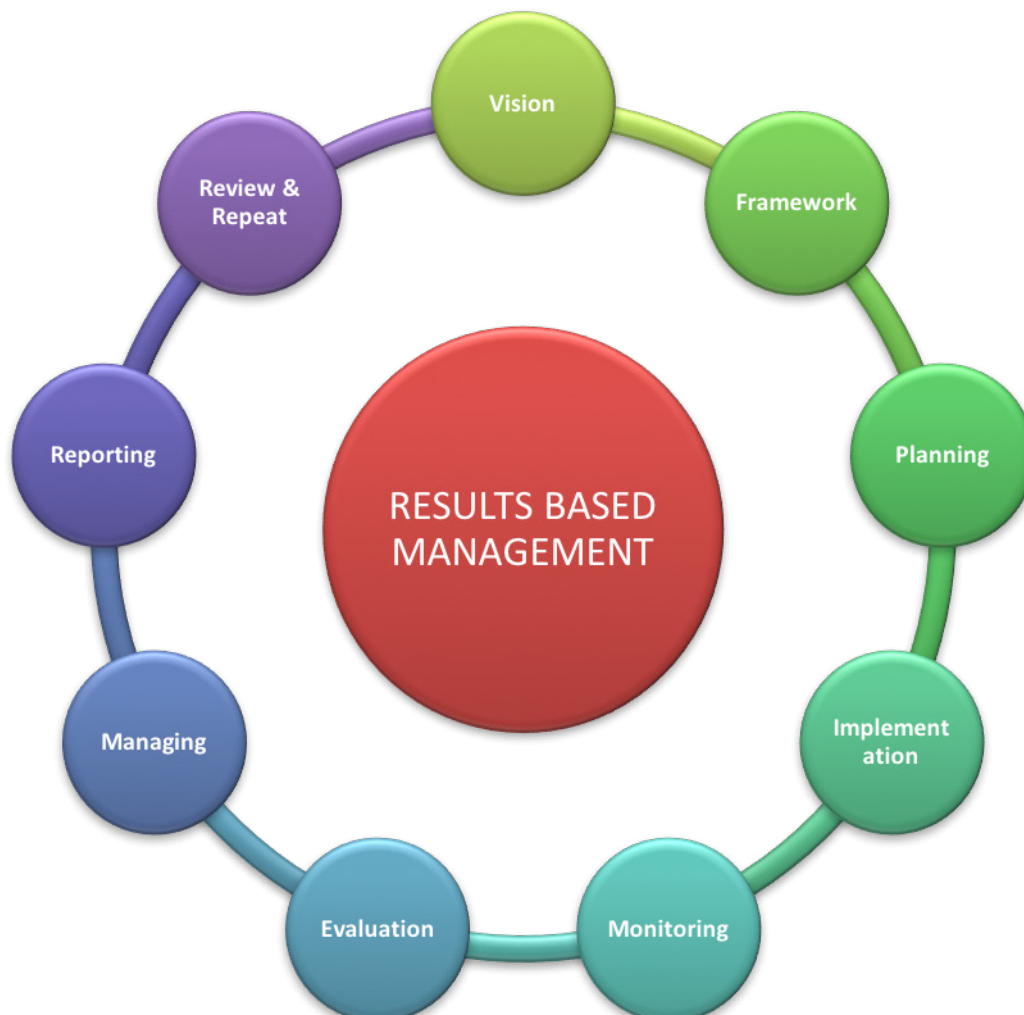 Vision
Framework
Planning
Implement
ation
Monitoring
Evaluation
Managing
Reporting
Review &
Repeat
RESULTS BASED
MANAGEMENT